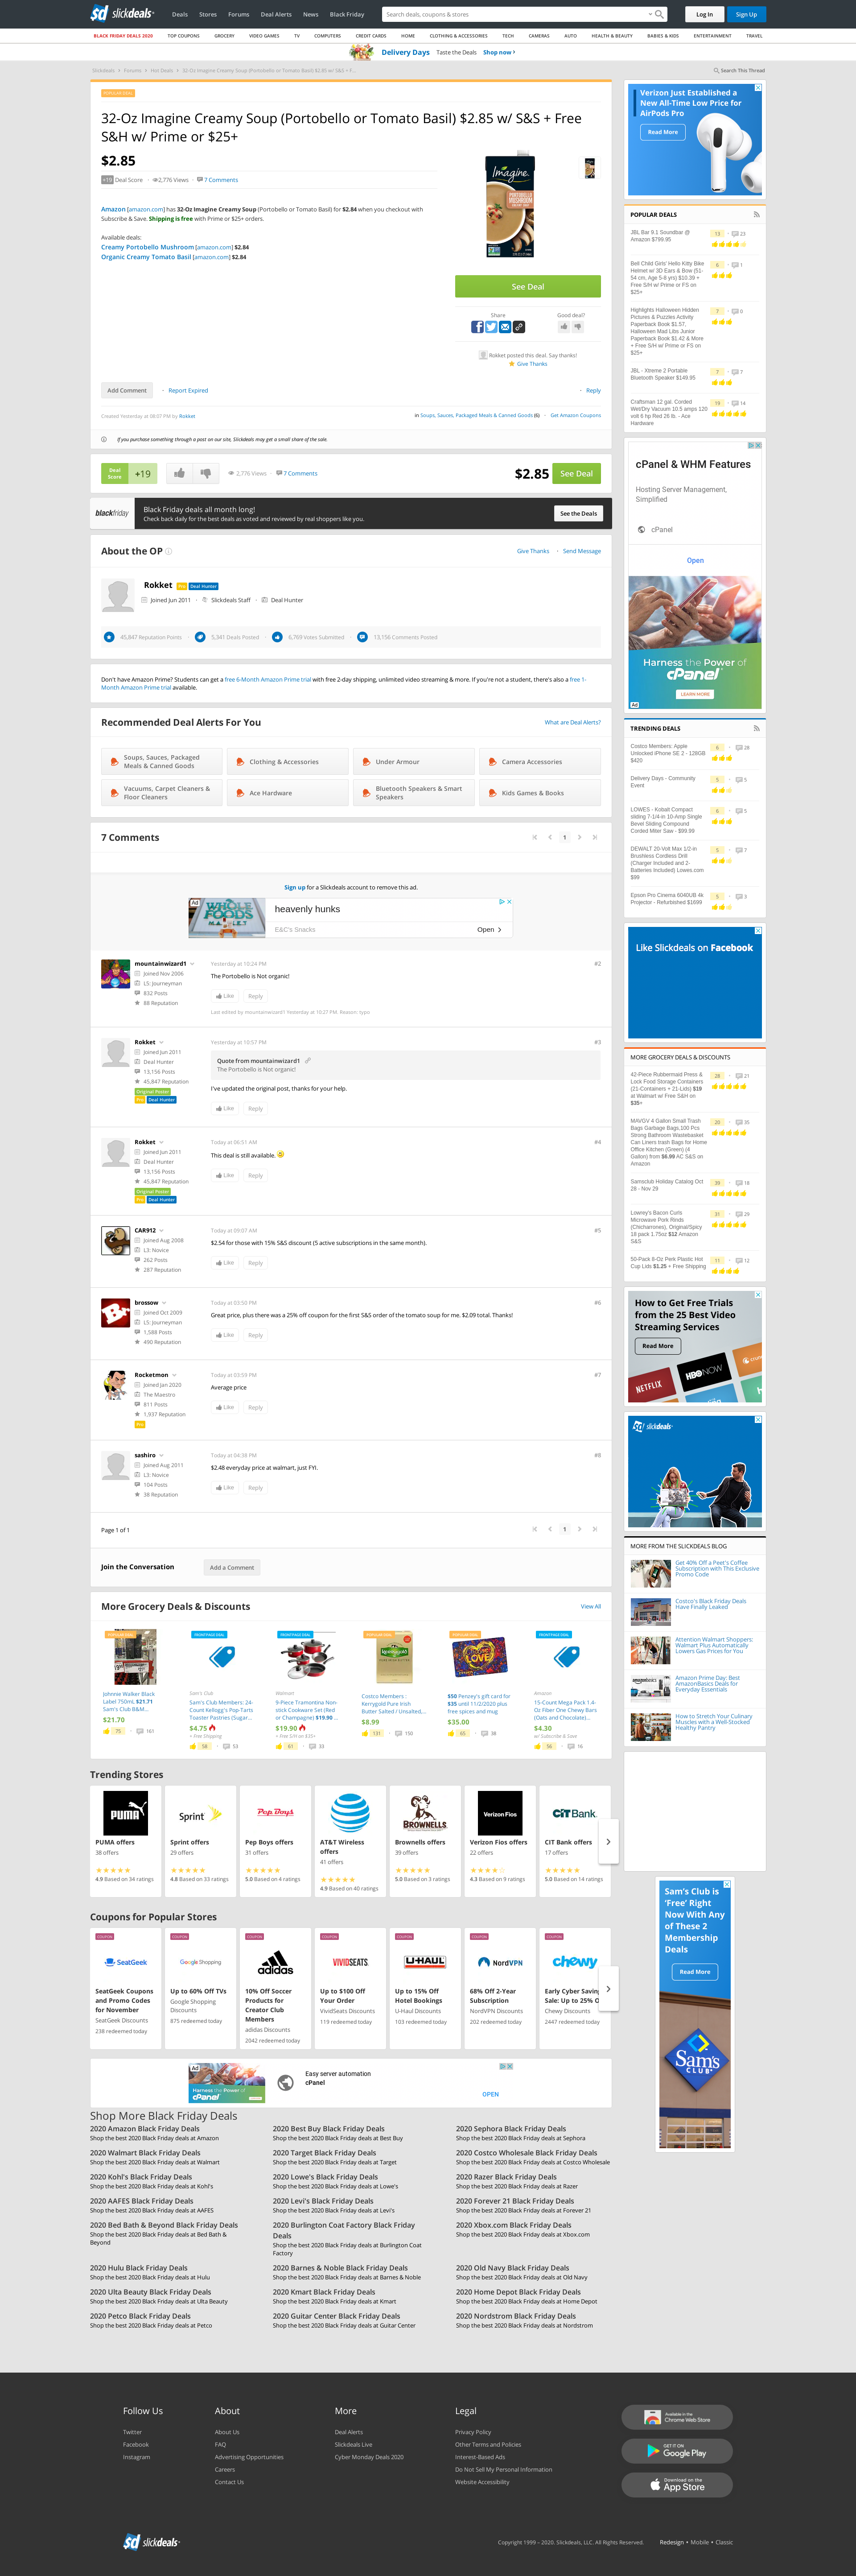 slickdeals
Deals Stores Forums Deal Alerts News Black Friday
Search deals, coupons & stores
Log In Sign Up
BLACK FRIDAY DEALS 2020 TOP COUPONS GROCERY VIDEO GAMES TV COMPUTERS CREDIT CARDS HOME CLOTHING & ACCESSORIES TECH CAMERAS AUTO HEALTH & BEAUTY BABIES & KIDS ENTERTAINMENT TRAVEL
Delivery Days Taste the Deals Shop now ›
Slickdeals › Forums › Hot Deals › 32-Oz Imagine Creamy Soup (Portobello or Tomato Basil) $2.85 w/ S&S + F...
Search This Thread
POPULAR DEAL
32-Oz Imagine Creamy Soup (Portobello or Tomato Basil) $2.85 w/ S&S + Free
S&H w/ Prime or $25+
$2.85
+19 Deal Score 2,776 Views 7 Comments
Amazon [amazon.com] has 32-Oz Imagine Creamy Soup (Portobello or Tomato Basil) for $2.84 when you checkout with
Subscribe & Save. Shipping is free with Prime or $25+ orders.
Available deals:
Creamy Portobello Mushroom [amazon.com] $2.84
Organic Creamy Tomato Basil [amazon.com] $2.84
See Deal
Share Good deal?
Rokket posted this deal. Say thanks!
Give Thanks
Add Comment Report Expired Reply
Created Yesterday at 08:07 PM by Rokket
in Soups, Sauces, Packaged Meals & Canned Goods (6) Get Amazon Coupons
If you purchase something through a post on our site, Slickdeals may get a small share of the sale.
Deal Score +19 2,776 Views 7 Comments $2.85 See Deal
blackfriday
Black Friday deals all month long!
Check back daily for the best deals as voted and reviewed by real shoppers like you.
See the Deals
About the OP
Give Thanks Send Message
Rokket Pro Deal Hunter
Joined Jun 2011 Slickdeals Staff Deal Hunter
45,847 Reputation Points 5,341 Deals Posted 6,769 Votes Submitted 13,156 Comments Posted
Don't have Amazon Prime? Students can get a free 6-Month Amazon Prime trial with free 2-day shipping, unlimited video streaming & more. If you're not a student, there's also a free 1-
Month Amazon Prime trial available.
Recommended Deal Alerts For You
What are Deal Alerts?
Soups, Sauces, Packaged Meals & Canned Goods
Clothing & Accessories
Under Armour
Camera Accessories
Vacuums, Carpet Cleaners & Floor Cleaners
Ace Hardware
Bluetooth Speakers & Smart Speakers
Kids Games & Books
7 Comments
1
Sign up for a Slickdeals account to remove this ad.
Ad
heavenly hunks
E&C's Snacks
Open
mountainwizard1
Joined Nov 2006
L5: Journeyman
832 Posts
88 Reputation
Yesterday at 10:24 PM #2
The Portobello is Not organic!
Like Reply
Last edited by mountainwizard1 Yesterday at 10:27 PM. Reason: typo
Rokket
Joined Jun 2011
Deal Hunter
13,156 Posts
45,847 Reputation
Original Poster
Pro Deal Hunter
Yesterday at 10:57 PM #3
Quote from mountainwizard1
The Portobello is Not organic!
I've updated the original post, thanks for your help.
Like Reply
Rokket
Joined Jun 2011
Deal Hunter
13,156 Posts
45,847 Reputation
Original Poster
Pro Deal Hunter
Today at 06:51 AM #4
This deal is still available.
Like Reply
CAR912
Joined Aug 2008
L3: Novice
262 Posts
287 Reputation
Today at 09:07 AM #5
$2.54 for those with 15% S&S discount (5 active subscriptions in the same month).
Like Reply
brossow
Joined Oct 2009
L5: Journeyman
1,588 Posts
490 Reputation
Today at 03:50 PM #6
Great price, plus there was a 25% off coupon for the first S&S order of the tomato soup for me. $2.09 total. Thanks!
Like Reply
Rocketmon
Joined Jan 2020
The Maestro
811 Posts
1,937 Reputation
Pro
Today at 03:59 PM #7
Average price
Like Reply
sashiro
Joined Aug 2011
L3: Novice
104 Posts
38 Reputation
Today at 04:38 PM #8
$2.48 everyday price at walmart, just FYI.
Like Reply
Page 1 of 1
1
Join the Conversation Add a Comment
More Grocery Deals & Discounts
View All
POPULAR DEAL
Johnnie Walker Black Label 750mL $21.71 Sam's Club B&M...
$21.70
75 161
FRONTPAGE DEAL
Sam's Club
Sam's Club Members: 24-Count Kellogg's Pop-Tarts Toaster Pastries (Sugar...
$4.75
+ Free Shipping
56 53
FRONTPAGE DEAL
Walmart
9-Piece Tramontina Non-stick Cookware Set (Red or Champagne) $19.90 ...
$19.90
+ Free S/H on $35+
61 33
POPULAR DEAL
Costco Members : Kerrygold Pure Irish Butter Salted / Unsalted,...
$8.99
131 150
POPULAR DEAL
$50 Penzey's gift card for $35 until 11/2/2020 plus free spices and mug
$35.00
65 38
FRONTPAGE DEAL
Amazon
15-Count Mega Pack 1.4-Oz Fiber One Chewy Bars (Oats and Chocolate)...
$4.30
w/ Subscribe & Save
56 16
Trending Stores
PUMA offers
38 offers
4.9 Based on 34 ratings
Sprint offers
29 offers
4.8 Based on 33 ratings
Pep Boys offers
31 offers
5.0 Based on 4 ratings
AT&T Wireless offers
41 offers
4.9 Based on 40 ratings
Brownells offers
39 offers
5.0 Based on 3 ratings
Verizon Fios offers
22 offers
4.3 Based on 9 ratings
CIT Bank offers
17 offers
5.0 Based on 14 ratings
Coupons for Popular Stores
COUPON
SeatGeek
SeatGeek Coupons and Promo Codes for November
SeatGeek Discounts
238 redeemed today
COUPON
Google Shopping
Up to 60% Off TVs
Google Shopping Discounts
875 redeemed today
COUPON
adidas
10% Off Soccer Products for Creator Club Members
adidas Discounts
2042 redeemed today
COUPON
VIVIDSEATS
Up to $100 Off Your Order
VividSeats Discounts
119 redeemed today
COUPON
U-HAUL
Up to 15% Off Hotel Bookings
U-Haul Discounts
103 redeemed today
COUPON
NordVPN
68% Off 2-Year Subscription
NordVPN Discounts
202 redeemed today
COUPON
chewy
Early Cyber Saving Sale: Up to 25% O
Chewy Discounts
2447 redeemed today
Ad
Easy server automation
cPanel
OPEN
Shop More Black Friday Deals
2020 Amazon Black Friday Deals
Shop the best 2020 Black Friday deals at Amazon
2020 Best Buy Black Friday Deals
Shop the best 2020 Black Friday deals at Best Buy
2020 Sephora Black Friday Deals
Shop the best 2020 Black Friday deals at Sephora
2020 Walmart Black Friday Deals
Shop the best 2020 Black Friday deals at Walmart
2020 Target Black Friday Deals
Shop the best 2020 Black Friday deals at Target
2020 Costco Wholesale Black Friday Deals
Shop the best 2020 Black Friday deals at Costco Wholesale
2020 Kohl's Black Friday Deals
Shop the best 2020 Black Friday deals at Kohl's
2020 Lowe's Black Friday Deals
Shop the best 2020 Black Friday deals at Lowe's
2020 Razer Black Friday Deals
Shop the best 2020 Black Friday deals at Razer
2020 AAFES Black Friday Deals
Shop the best 2020 Black Friday deals at AAFES
2020 Levi's Black Friday Deals
Shop the best 2020 Black Friday deals at Levi's
2020 Forever 21 Black Friday Deals
Shop the best 2020 Black Friday deals at Forever 21
2020 Bed Bath & Beyond Black Friday Deals
Shop the best 2020 Black Friday deals at Bed Bath & Beyond
2020 Burlington Coat Factory Black Friday Deals
Shop the best 2020 Black Friday deals at Burlington Coat Factory
2020 Xbox.com Black Friday Deals
Shop the best 2020 Black Friday deals at Xbox.com
2020 Hulu Black Friday Deals
Shop the best 2020 Black Friday deals at Hulu
2020 Barnes & Noble Black Friday Deals
Shop the best 2020 Black Friday deals at Barnes & Noble
2020 Old Navy Black Friday Deals
Shop the best 2020 Black Friday deals at Old Navy
2020 Ulta Beauty Black Friday Deals
Shop the best 2020 Black Friday deals at Ulta Beauty
2020 Kmart Black Friday Deals
Shop the best 2020 Black Friday deals at Kmart
2020 Home Depot Black Friday Deals
Shop the best 2020 Black Friday deals at Home Depot
2020 Petco Black Friday Deals
Shop the best 2020 Black Friday deals at Petco
2020 Guitar Center Black Friday Deals
Shop the best 2020 Black Friday deals at Guitar Center
2020 Nordstrom Black Friday Deals
Shop the best 2020 Black Friday deals at Nordstrom
Verizon Just Established a New All-Time Low Price for AirPods Pro
Read More
POPULAR DEALS
JBL Bar 9.1 Soundbar @ Amazon $799.95 13 23
Bell Child Girls' Hello Kitty Bike Helmet w/ 3D Ears & Bow (51-54 cm, Age 5-8 yrs) $10.39 + Free S/H w/ Prime or FS on $25+ 6 1
Highlights Halloween Hidden Pictures & Puzzles Activity Paperback Book $1.57, Halloween Mad Libs Junior Paperback Book $1.42 & More + Free S/H w/ Prime or FS on $25+ 7 0
JBL - Xtreme 2 Portable Bluetooth Speaker $149.95 7 7
Craftsman 12 gal. Corded Wet/Dry Vacuum 10.5 amps 120 volt 6 hp Red 26 lb. - Ace Hardware 19 14
cPanel & WHM Features
Hosting Server Management, Simplified
cPanel
Open
Harness the Power of cPanel
LEARN MORE
Ad
TRENDING DEALS
Costco Members: Apple Unlocked iPhone SE 2 - 128GB $420 6 28
Delivery Days - Community Event 5 5
LOWES - Kobalt Compact sliding 7-1/4-in 10-Amp Single Bevel Sliding Compound Corded Miter Saw - $99.99 6 5
DEWALT 20-Volt Max 1/2-in Brushless Cordless Drill (Charger Included and 2-Batteries Included) Lowes.com $99 5 7
Epson Pro Cinema 6040UB 4k Projector - Refurbished $1699 5 3
Like Slickdeals on Facebook
MORE GROCERY DEALS & DISCOUNTS
42-Piece Rubbermaid Press & Lock Food Storage Containers (21-Containers + 21-Lids) $19 at Walmart w/ Free S&H on $35+ 28 21
MAVGV 4 Gallon Small Trash Bags Garbage Bags,100 Pcs Strong Bathroom Wastebasket Can Liners trash Bags for Home Office Kitchen (Green) (4 Gallon) from $6.99 AC S&S on Amazon 20 35
Samsclub Holiday Catalog Oct 28 - Nov 29 39 18
Lowrey's Bacon Curls Microwave Pork Rinds (Chicharrones), Original/Spicy 18 pack 1.75oz $12 Amazon S&S 31 29
50-Pack 8-Oz Perk Plastic Hot Cup Lids $1.25 + Free Shipping 11 12
How to Get Free Trials from the 25 Best Video Streaming Services
Read More
NETFLIX HBO NOW
slickdeals
MORE FROM THE SLICKDEALS BLOG
Get 40% Off a Peet's Coffee Subscription with This Exclusive Promo Code
Costco's Black Friday Deals Have Finally Leaked
Attention Walmart Shoppers: Walmart Plus Automatically Lowers Gas Prices for You
Amazon Prime Day: Best AmazonBasics Deals for Everyday Essentials
How to Stretch Your Culinary Muscles with a Well-Stocked Healthy Pantry
Sam's Club is 'Free' Right Now With Any of These 2 Membership Deals
Read More
Sam's CLUB
Follow Us
Twitter
Facebook
Instagram
About
About Us
FAQ
Advertising Opportunities
Careers
Contact Us
More
Deal Alerts
Slickdeals Live
Cyber Monday Deals 2020
Legal
Privacy Policy
Other Terms and Policies
Interest-Based Ads
Do Not Sell My Personal Information
Website Accessibility
Available in the Chrome Web Store
GET IT ON Google Play
Download on the App Store
slickdeals
Copyright 1999 - 2020. Slickdeals, LLC. All Rights Reserved. Redesign • Mobile • Classic